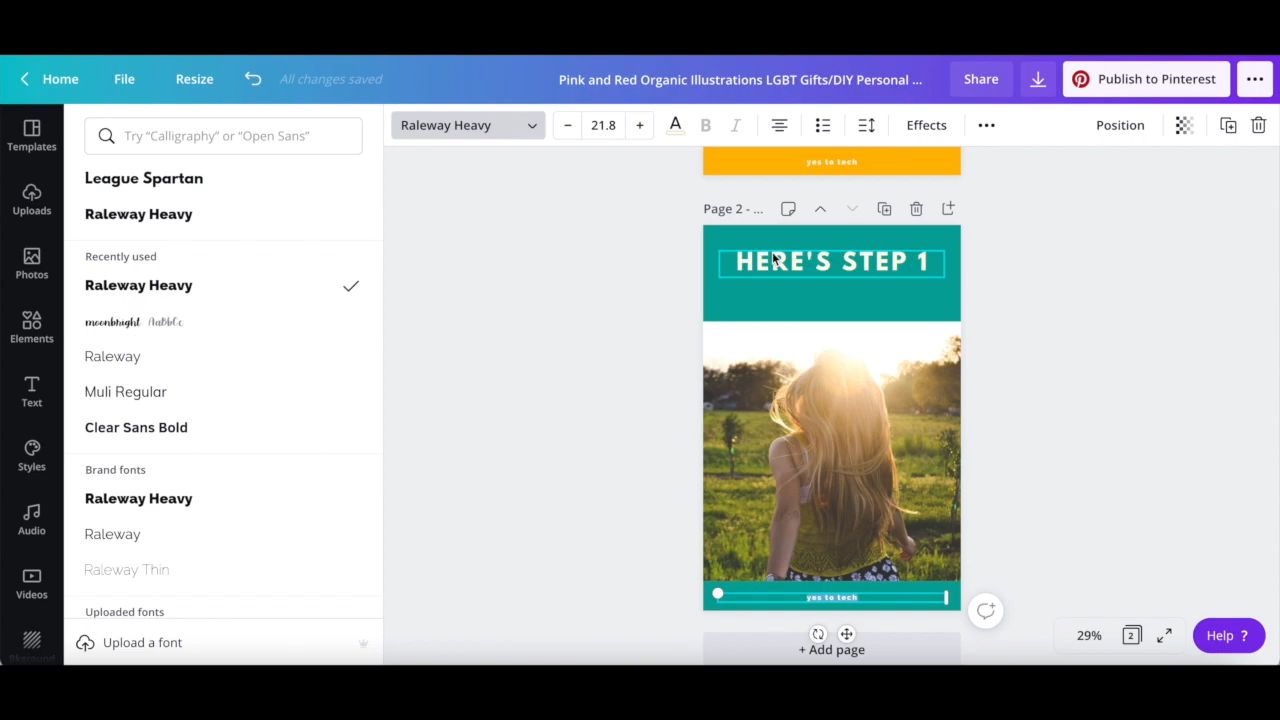 Home File Resize All changes saved Pink and Red Organic Illustrations LGBT Gifts/DIY Personal ... Share Publish to Pinterest
Templates
Uploads
Photos
Elements
Text
Styles
Audio
Videos
Try “Calligraphy” or “Open Sans”
League Spartan
Raleway Heavy
Recently used
Raleway Heavy
moonbright AaBbCc
Raleway
Muli Regular
Clear Sans Bold
Brand fonts
Raleway Heavy
Raleway
Raleway Thin
Uploaded fonts
Upload a font
Raleway Heavy – 21.8 + A B I Effects Position
yes to tech
Page 2 - ...
HERE'S STEP 1
yes to tech
+ Add page
29% 2 Help ?